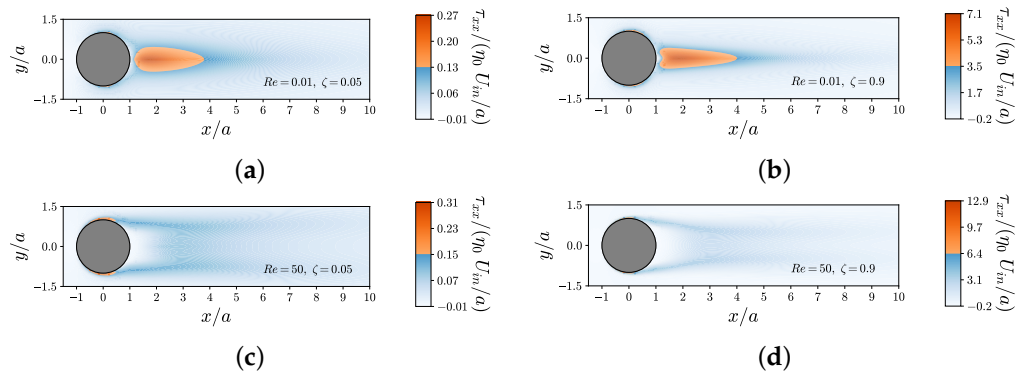 1.5
0.0
−1.5
y/a
−1 0 1 2 3 4 5 6 7 8 9 10
x/a
Re = 0.01, ζ = 0.05
0.27
0.20
0.13
0.06
−0.01
τxx/(η0 Uin/a)
(a)
1.5
0.0
−1.5
y/a
−1 0 1 2 3 4 5 6 7 8 9 10
x/a
Re = 0.01, ζ = 0.9
7.1
5.3
3.5
1.7
−0.2
τxx/(η0 Uin/a)
(b)
1.5
0.0
−1.5
y/a
−1 0 1 2 3 4 5 6 7 8 9 10
x/a
Re = 50, ζ = 0.05
0.31
0.23
0.15
0.07
−0.01
τxx/(η0 Uin/a)
(c)
1.5
0.0
−1.5
y/a
−1 0 1 2 3 4 5 6 7 8 9 10
x/a
Re = 50, ζ = 0.9
12.9
9.7
6.4
3.1
−0.2
τxx/(η0 Uin/a)
(d)